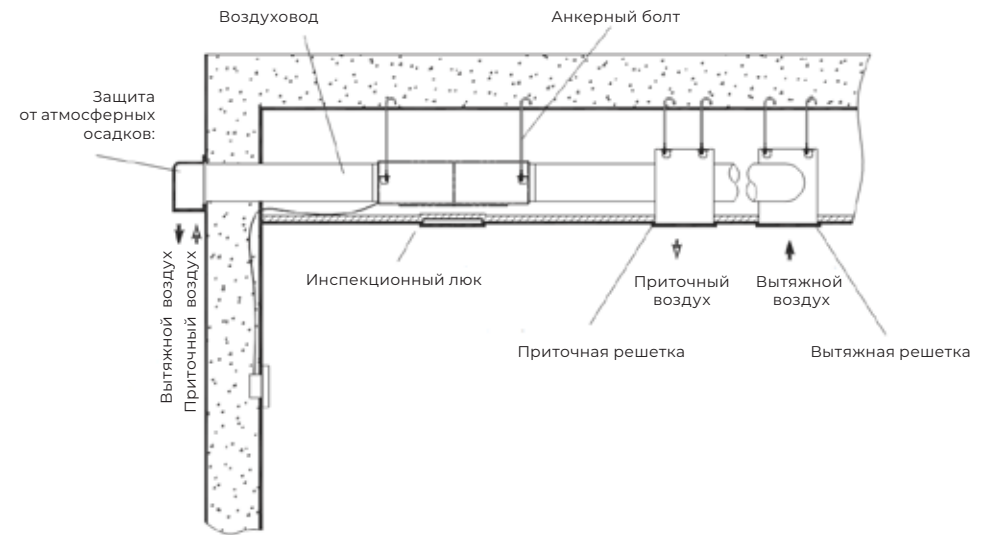 Воздуховод
Анкерный болт
Защита
от атмосферных
осадков:
Вытяжной воздух
Приточный воздух
Инспекционный люк
Приточный
воздух
Вытяжной
воздух
Приточная решетка
Вытяжная решетка